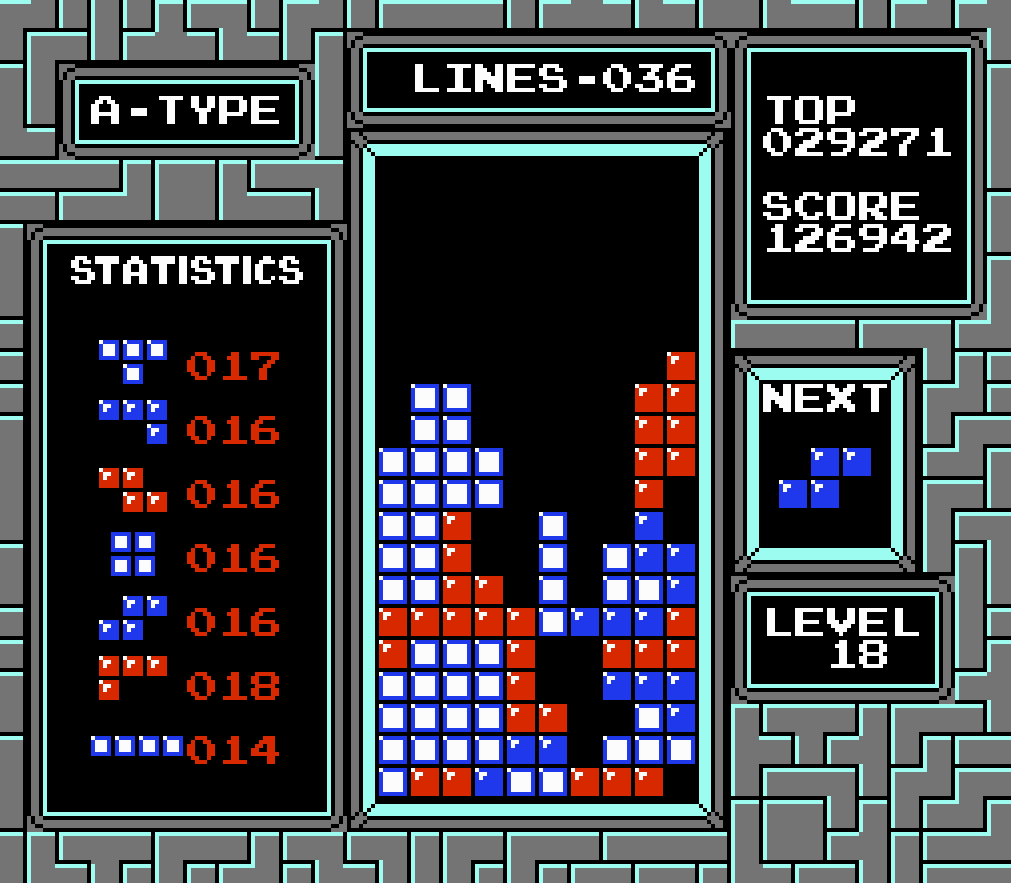 LINES-036
A-TYPE
TOP
029271
SCORE
126942
STATISTICS
017
016
016
016
016
018
014
NEXT
LEVEL
18